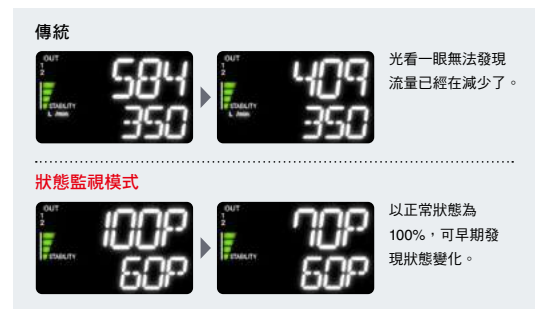 傳統
OUT
1
2
584
STABILITY
L /min
350
OUT
1
2
409
STABILITY
L /min
350
光看一眼無法發現
流量已經在減少了。
狀態監視模式
OUT
1
2
100P
STABILITY
60P
OUT
1
2
70P
STABILITY
60P
以正常狀態為
100%，可早期發
現狀態變化。